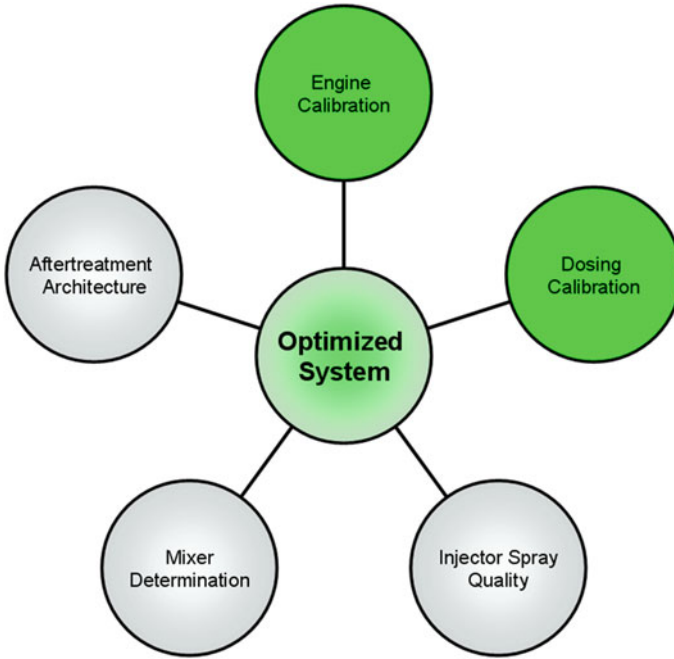 Engine
Calibration
Aftertreatment
Architecture
Dosing
Calibration
Optimized
System
Mixer
Determination
Injector Spray
Quality